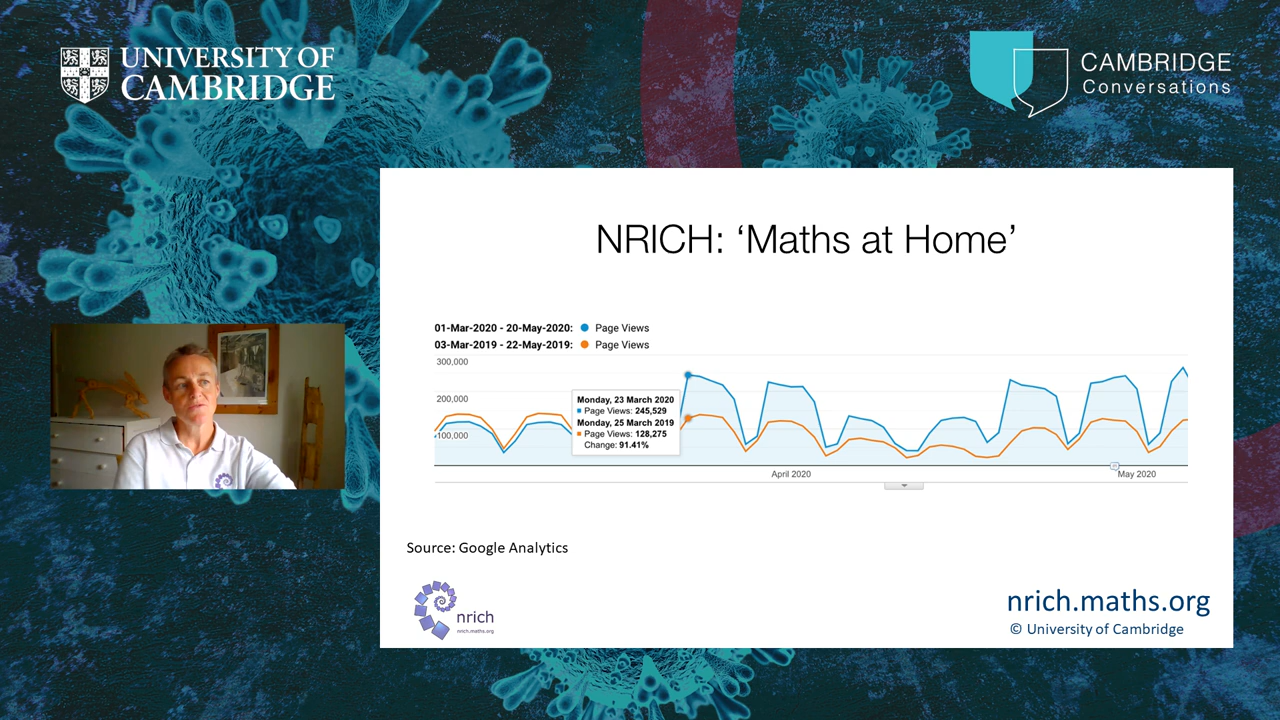 UNIVERSITY OF
CAMBRIDGE
CAMBRIDGE
Conversations
NRICH: ‘Maths at Home’
01-Mar-2020 - 20-May-2020: Page Views
03-Mar-2019 - 22-May-2019: Page Views
300,000
200,000
100,000
Monday, 23 March 2020
Page Views: 245,529
Monday, 25 March 2019
Page Views: 128,275
Change: 91.41%
April 2020
May 2020
Source: Google Analytics
nrich
nrich.maths.org
nrich.maths.org
© University of Cambridge